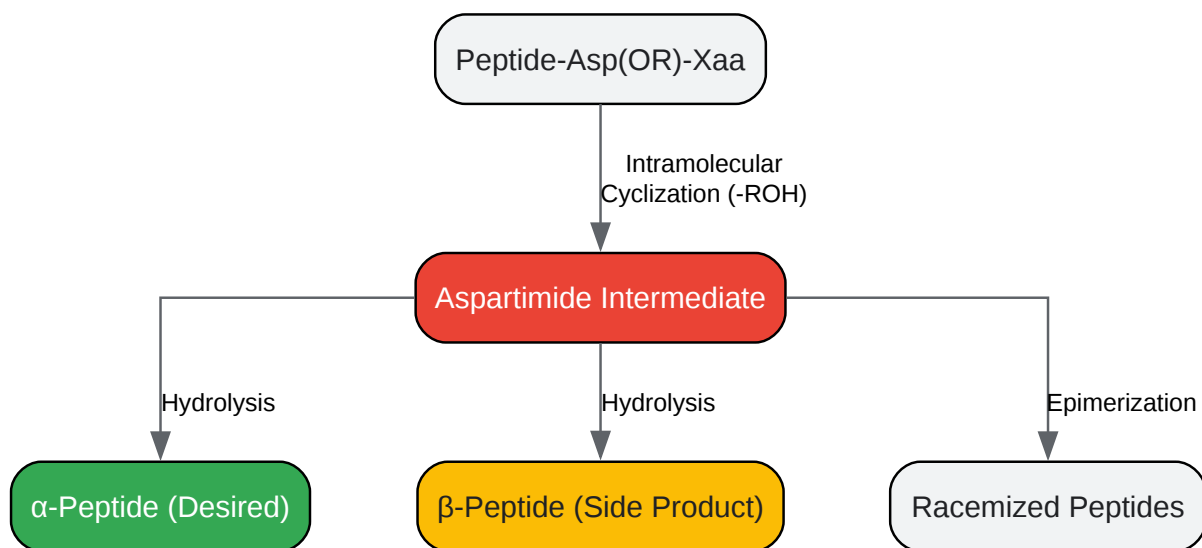 Peptide-Asp(OR)-Xaa
Intramolecular
Cyclization (-ROH)
Aspartimide Intermediate
Hydrolysis
Hydrolysis
Epimerization
α-Peptide (Desired)
β-Peptide (Side Product)
Racemized Peptides